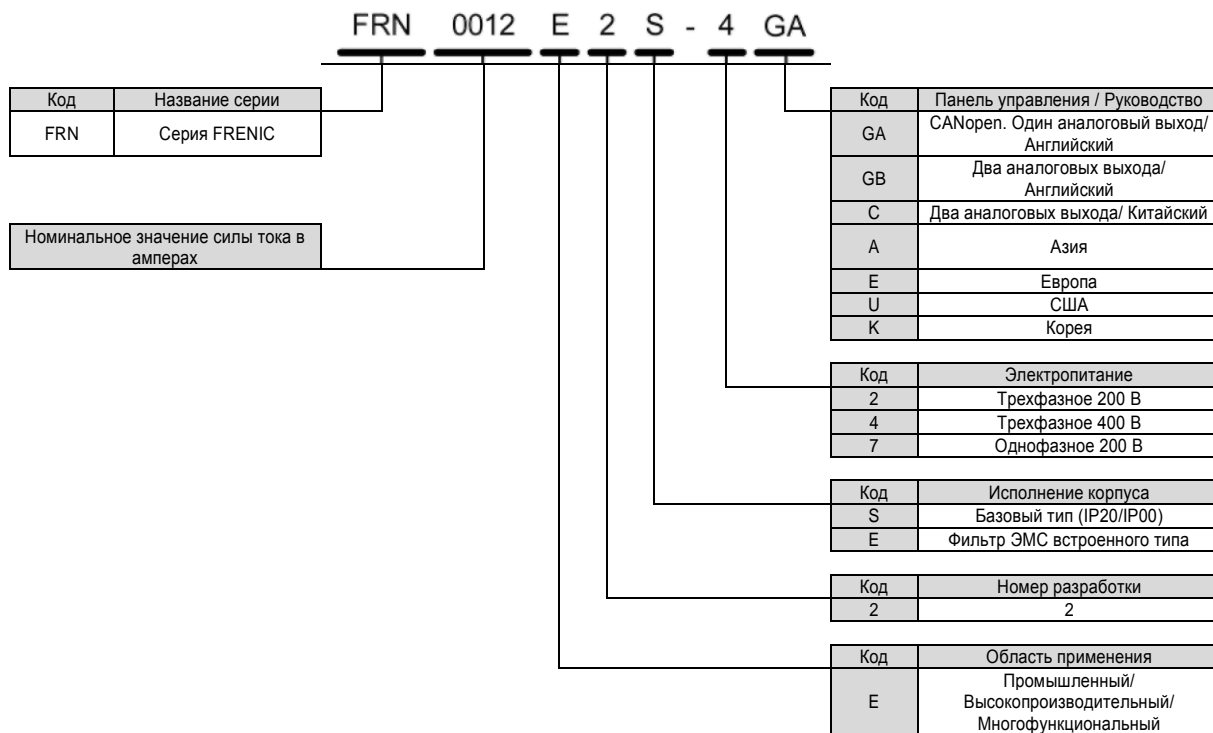 FRN 0012 E 2 S - 4 GA
Код Название серии
FRN Серия FRENIC
Номинальное значение силы тока в
амперах
Код Панель управления / Руководство
GA CANopen. Один аналоговый выход/
Английский
GB Два аналоговых выхода/
Английский
C Два аналоговых выхода/ Китайский
A Азия
E Европа
U США
K Корея
Код Электропитание
2 Трехфазное 200 В
4 Трехфазное 400 В
7 Однофазное 200 В
Код Исполнение корпуса
S Базовый тип (IP20/IP00)
E Фильтр ЭМС встроенного типа
Код Номер разработки
2 2
Код Область применения
E Промышленный/
Высокопроизводительный/
Многофункциональный